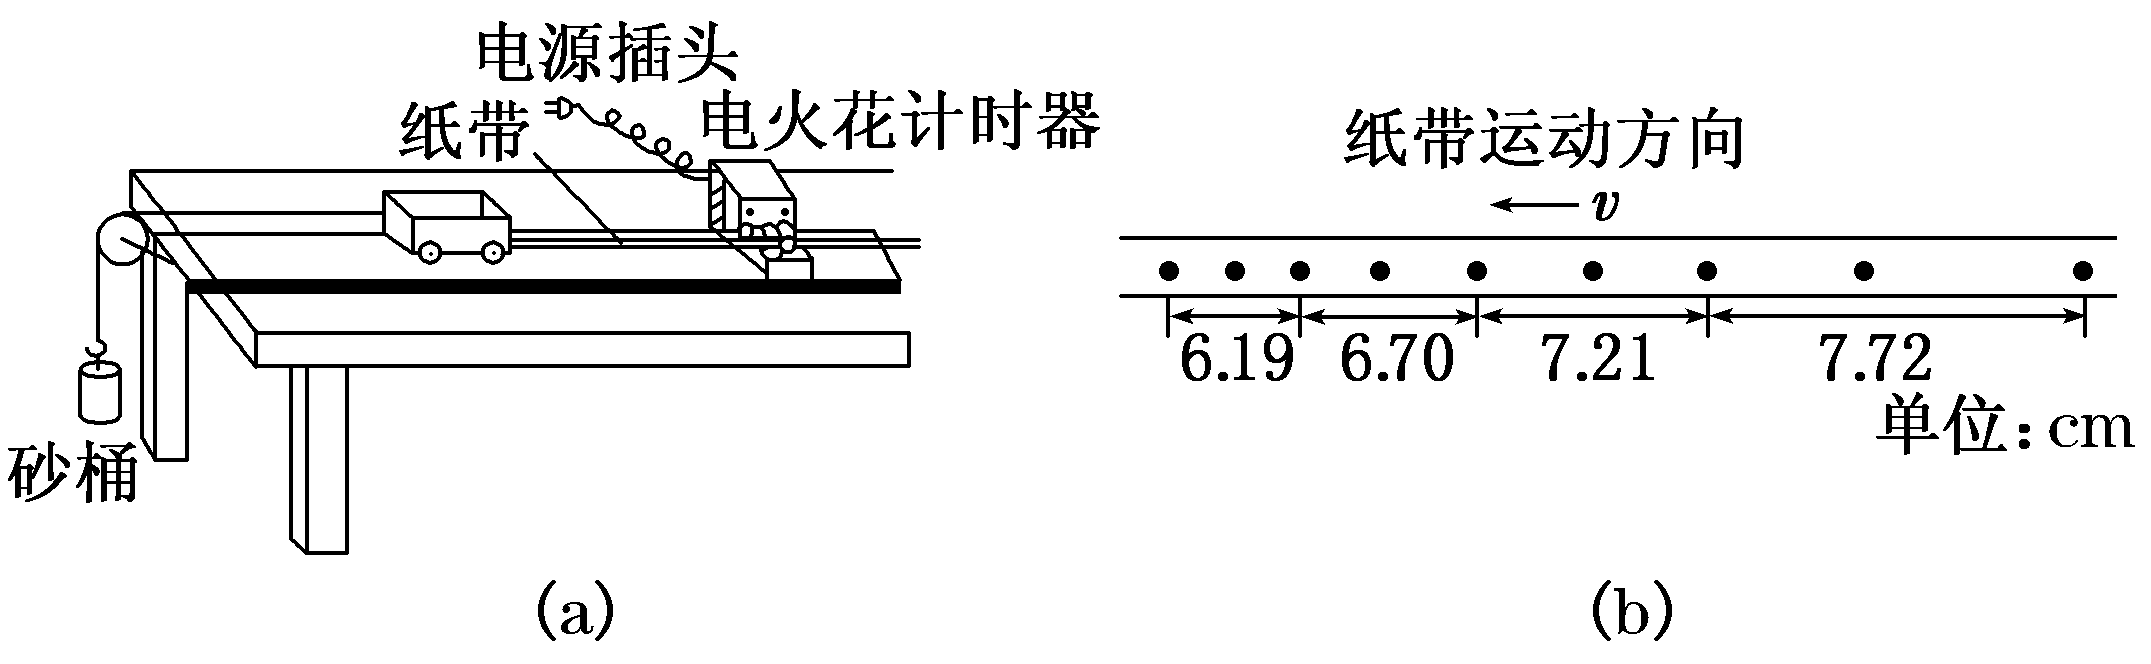 电源插头
纸带
电火花计时器
砂桶
(a)
纸带运动方向
v
6.19 6.70 7.21 7.72
单位:cm
(b)